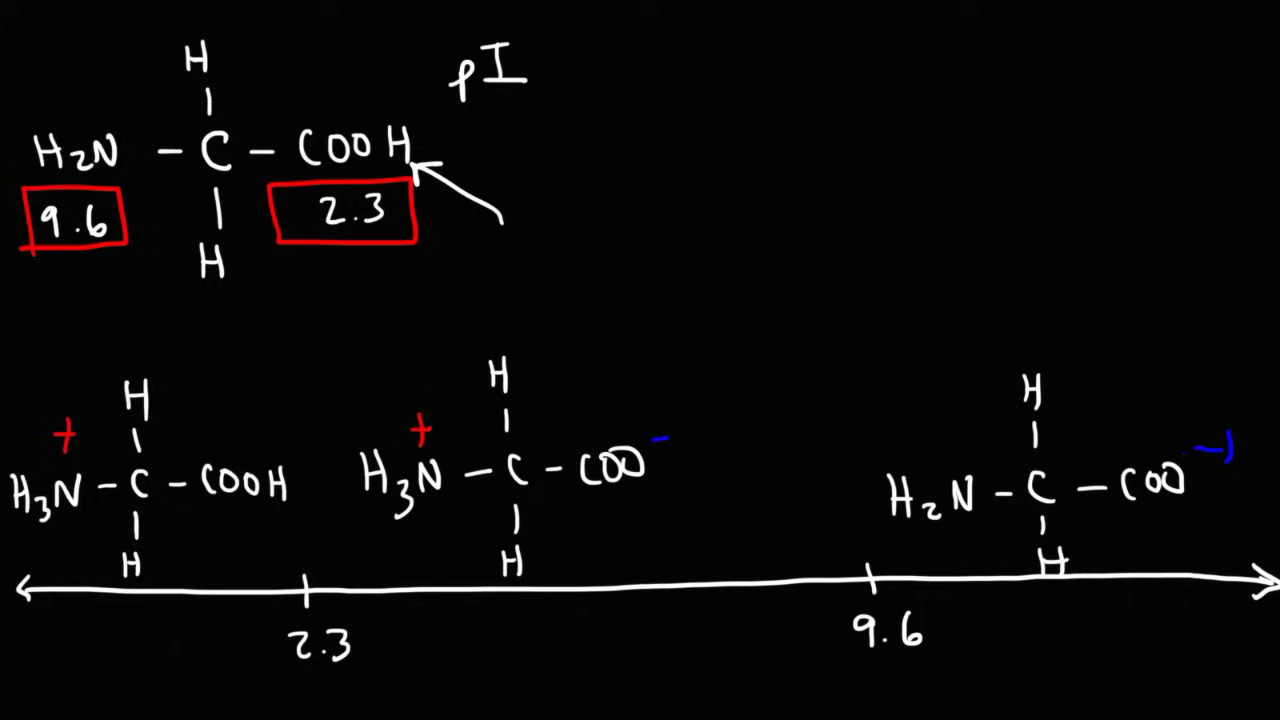 H pI
H₂N - C - COOH
9.6 2.3
H
H H H
+ + - -
H₃N - C - COOH H₃N - C - COO H₂N - C - COO
H H H
2.3 9.6